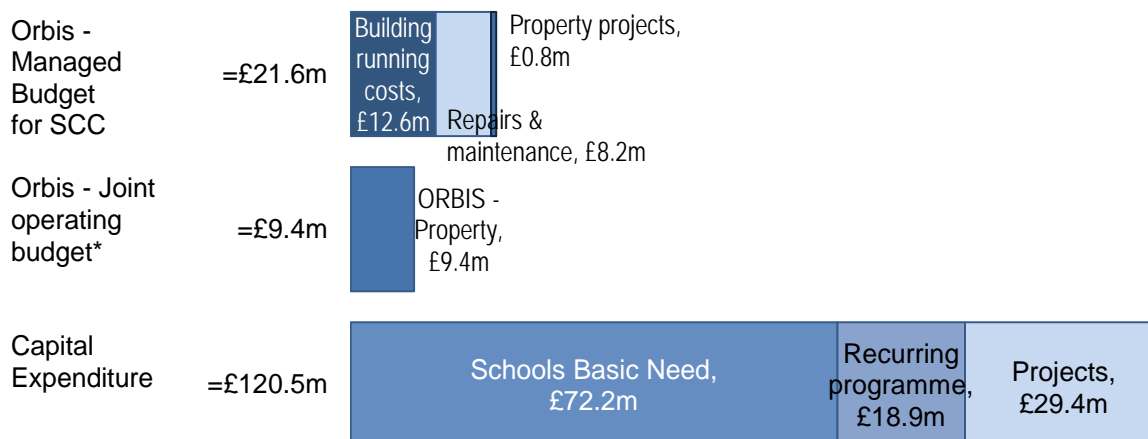 Orbis -
Managed
Budget
for SCC
=£21.6m
Building
running
costs,
£12.6m
Repairs &
maintenance, £8.2m
Property projects,
£0.8m
Orbis - Joint
operating
budget*
=£9.4m
ORBIS -
Property,
£9.4m
Capital
Expenditure
=£120.5m
Schools Basic Need,
£72.2m
Recurring
programme,
£18.9m
Projects,
£29.4m